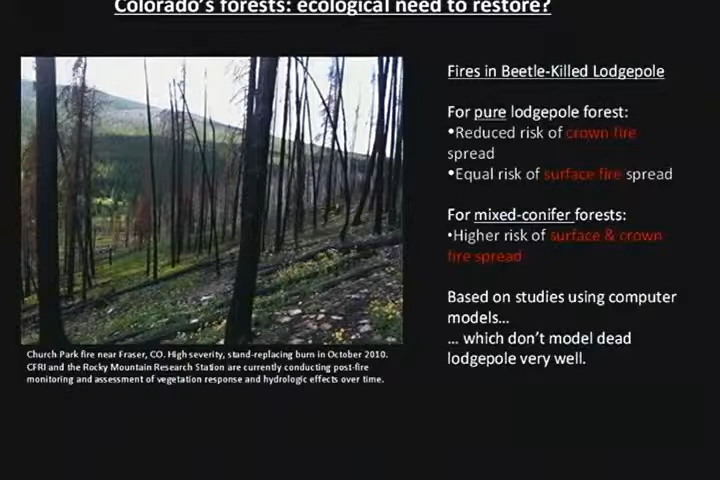 Colorado's forests: ecological need to restore?
Fires in Beetle-Killed Lodgepole
For pure lodgepole forest:
•Reduced risk of crown fire
spread
•Equal risk of surface fire spread
For mixed-conifer forests:
•Higher risk of surface & crown
fire spread
Based on studies using computer
models...
... which don't model dead
lodgepole very well.
Church Park fire near Fraser, CO. High severity, stand-replacing burn in October 2010.
CFRI and the Rocky Mountain Research Station are currently conducting post-fire
monitoring and assessment of vegetation response and hydrologic effects over time.